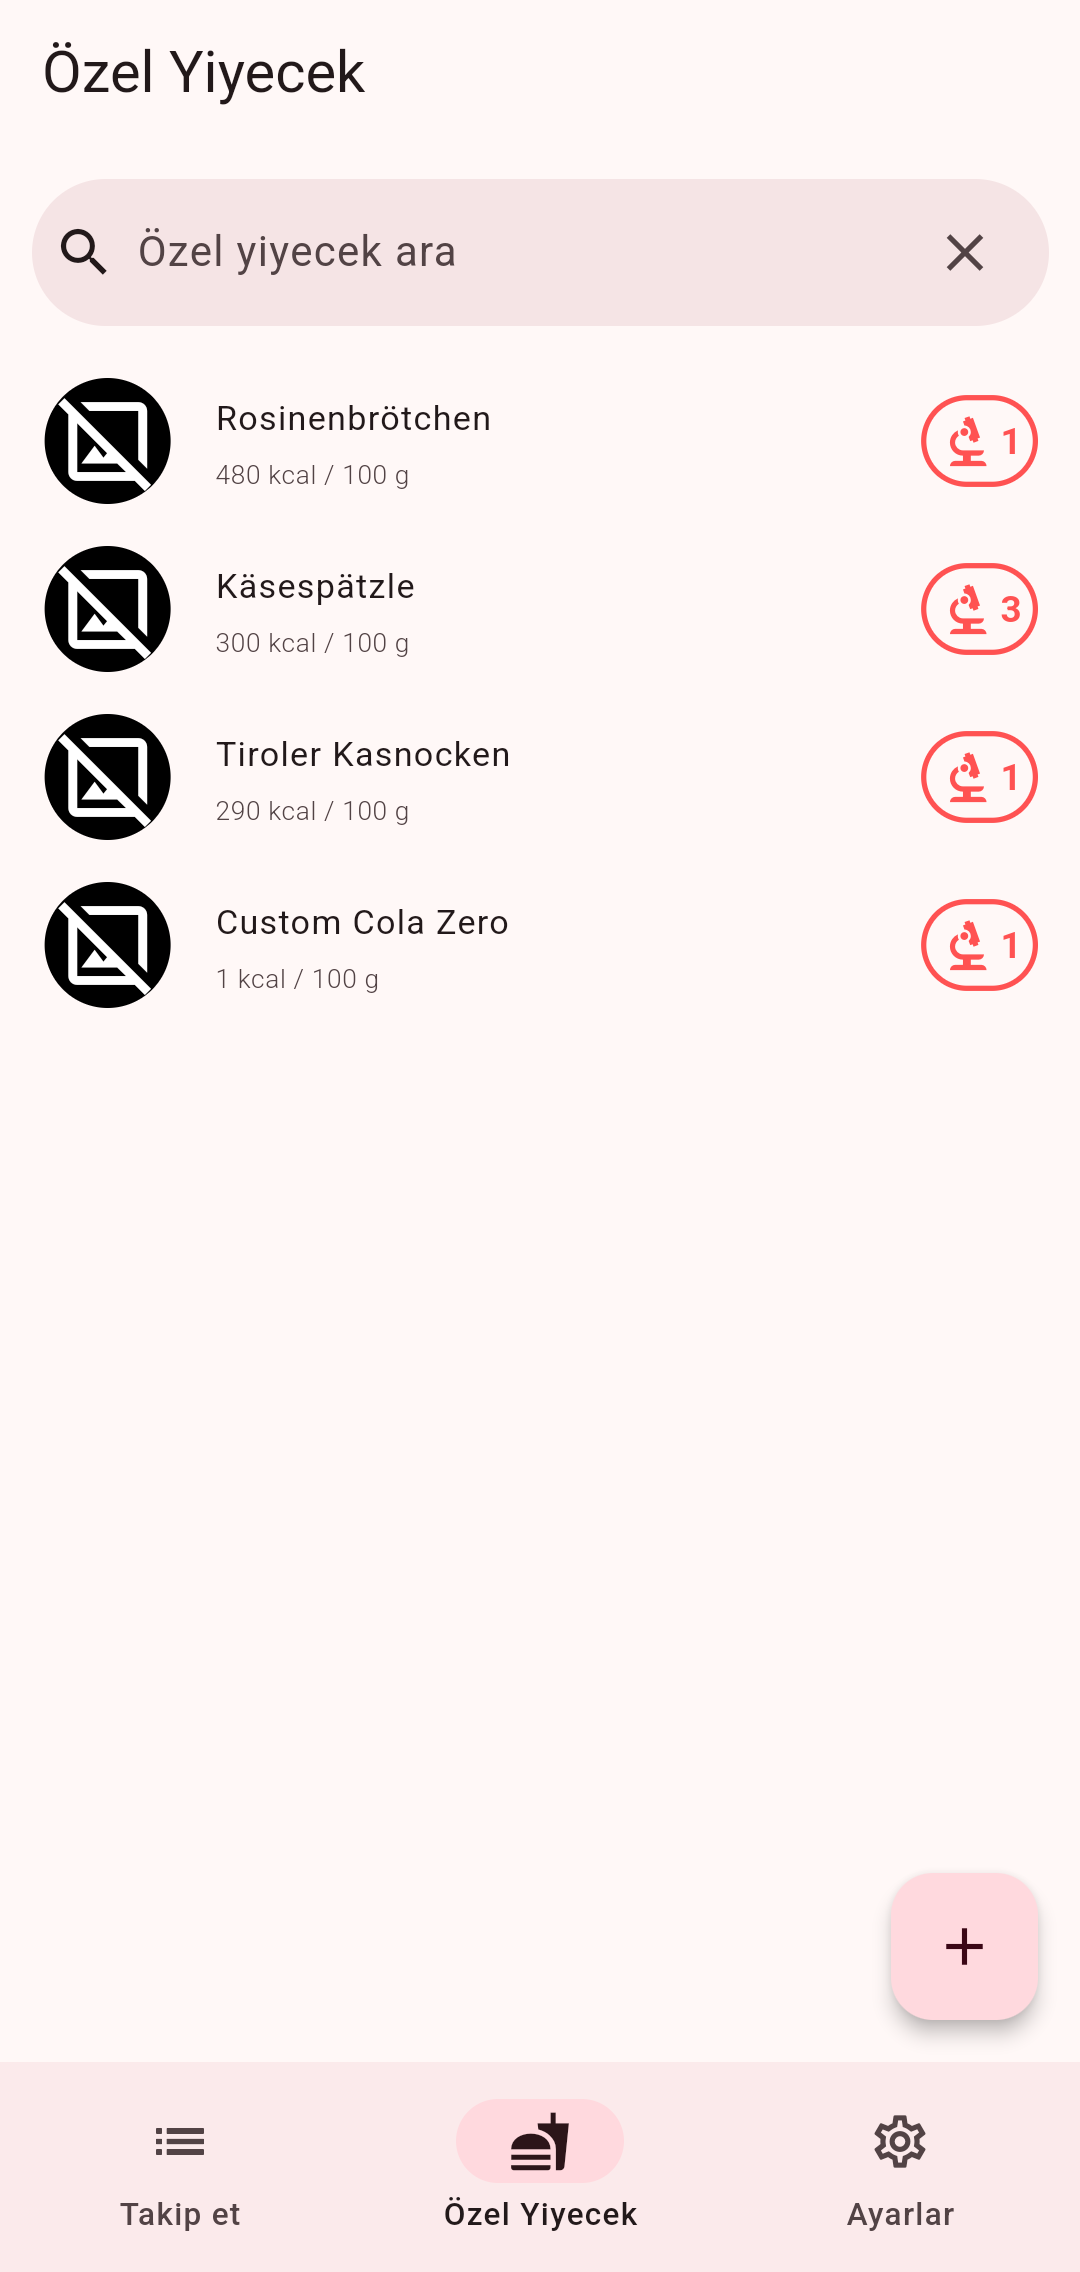 Özel Yiyecek
Özel yiyecek ara
Rosinenbrötchen
480 kcal / 100 g
1
Käsespätzle
300 kcal / 100 g
3
Tiroler Kasnocken
290 kcal / 100 g
1
Custom Cola Zero
1 kcal / 100 g
1
Takip et
Özel Yiyecek
Ayarlar